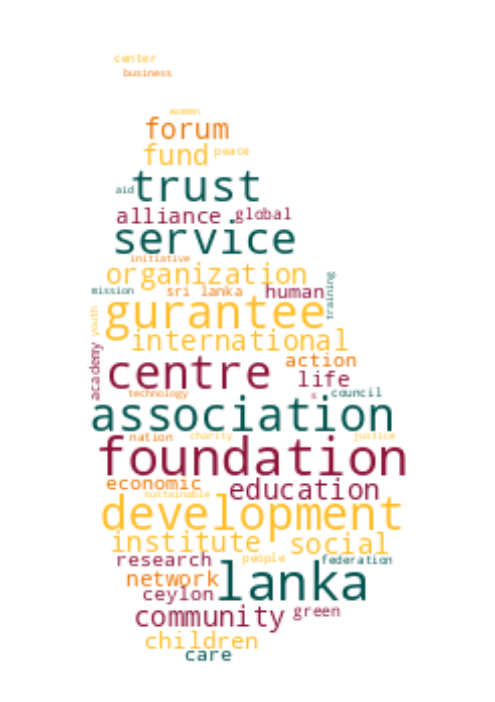 center
business
women
forum
fund peace
aid trust
alliance global
service
initiative
organization
training
mission sri lanka human
gurantee
youth
international
academy
centre action
life
technology s council
association
nation charity justice
foundation
economic education
sustainable
development
institute social
research people federation
network lanka
ceylon
community green
children
care